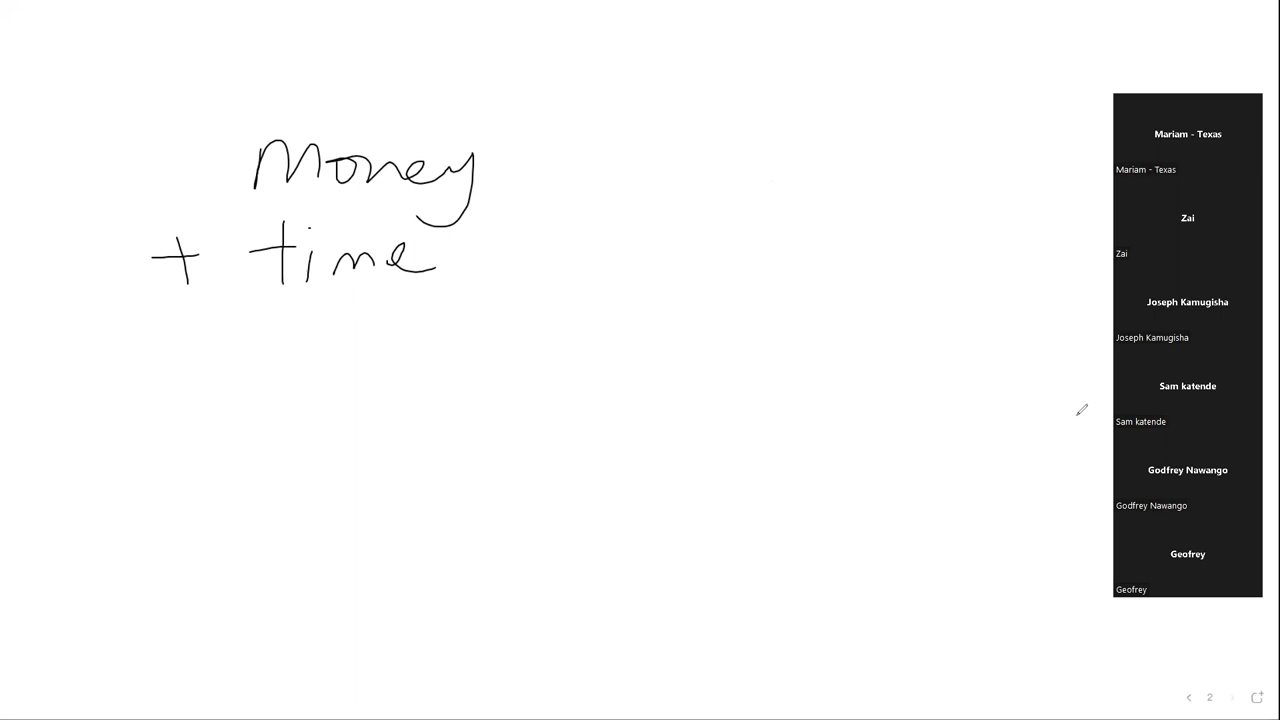 Money
+ time
Mariam - Texas
Mariam - Texas
Zai
Zai
Joseph Kamugisha
Joseph Kamugisha
Sam katende
Sam katende
Godfrey Nawango
Godfrey Nawango
Geofrey
Geofrey
2